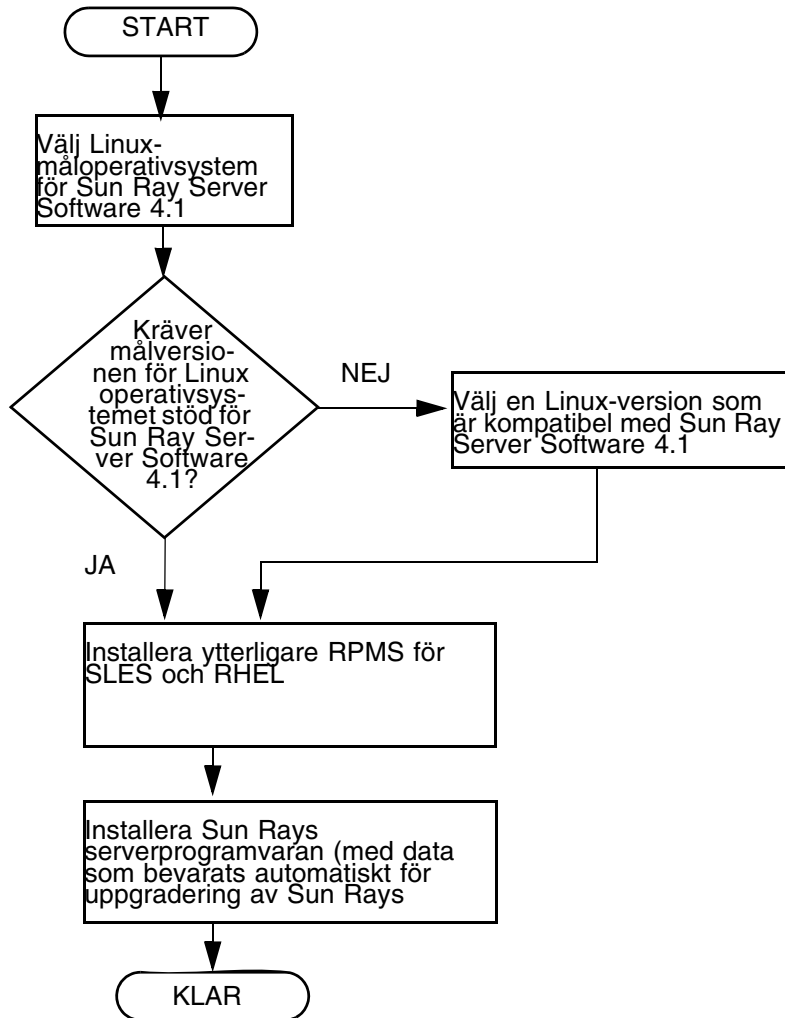 START
Välj Linux-
måloperativsystem
för Sun Ray Server
Software 4.1
Kräver
målversio-
nen för Linux
operativsys-
temet stöd för
Sun Ray Ser-
ver Software
4.1?
NEJ
Välj en Linux-version som
är kompatibel med Sun Ray
Server Software 4.1
JA
Installera ytterligare RPMS för
SLES och RHEL
Installera Sun Rays
serverprogramvaran (med data
som bevarats automatiskt för
uppgradering av Sun Rays
KLAR